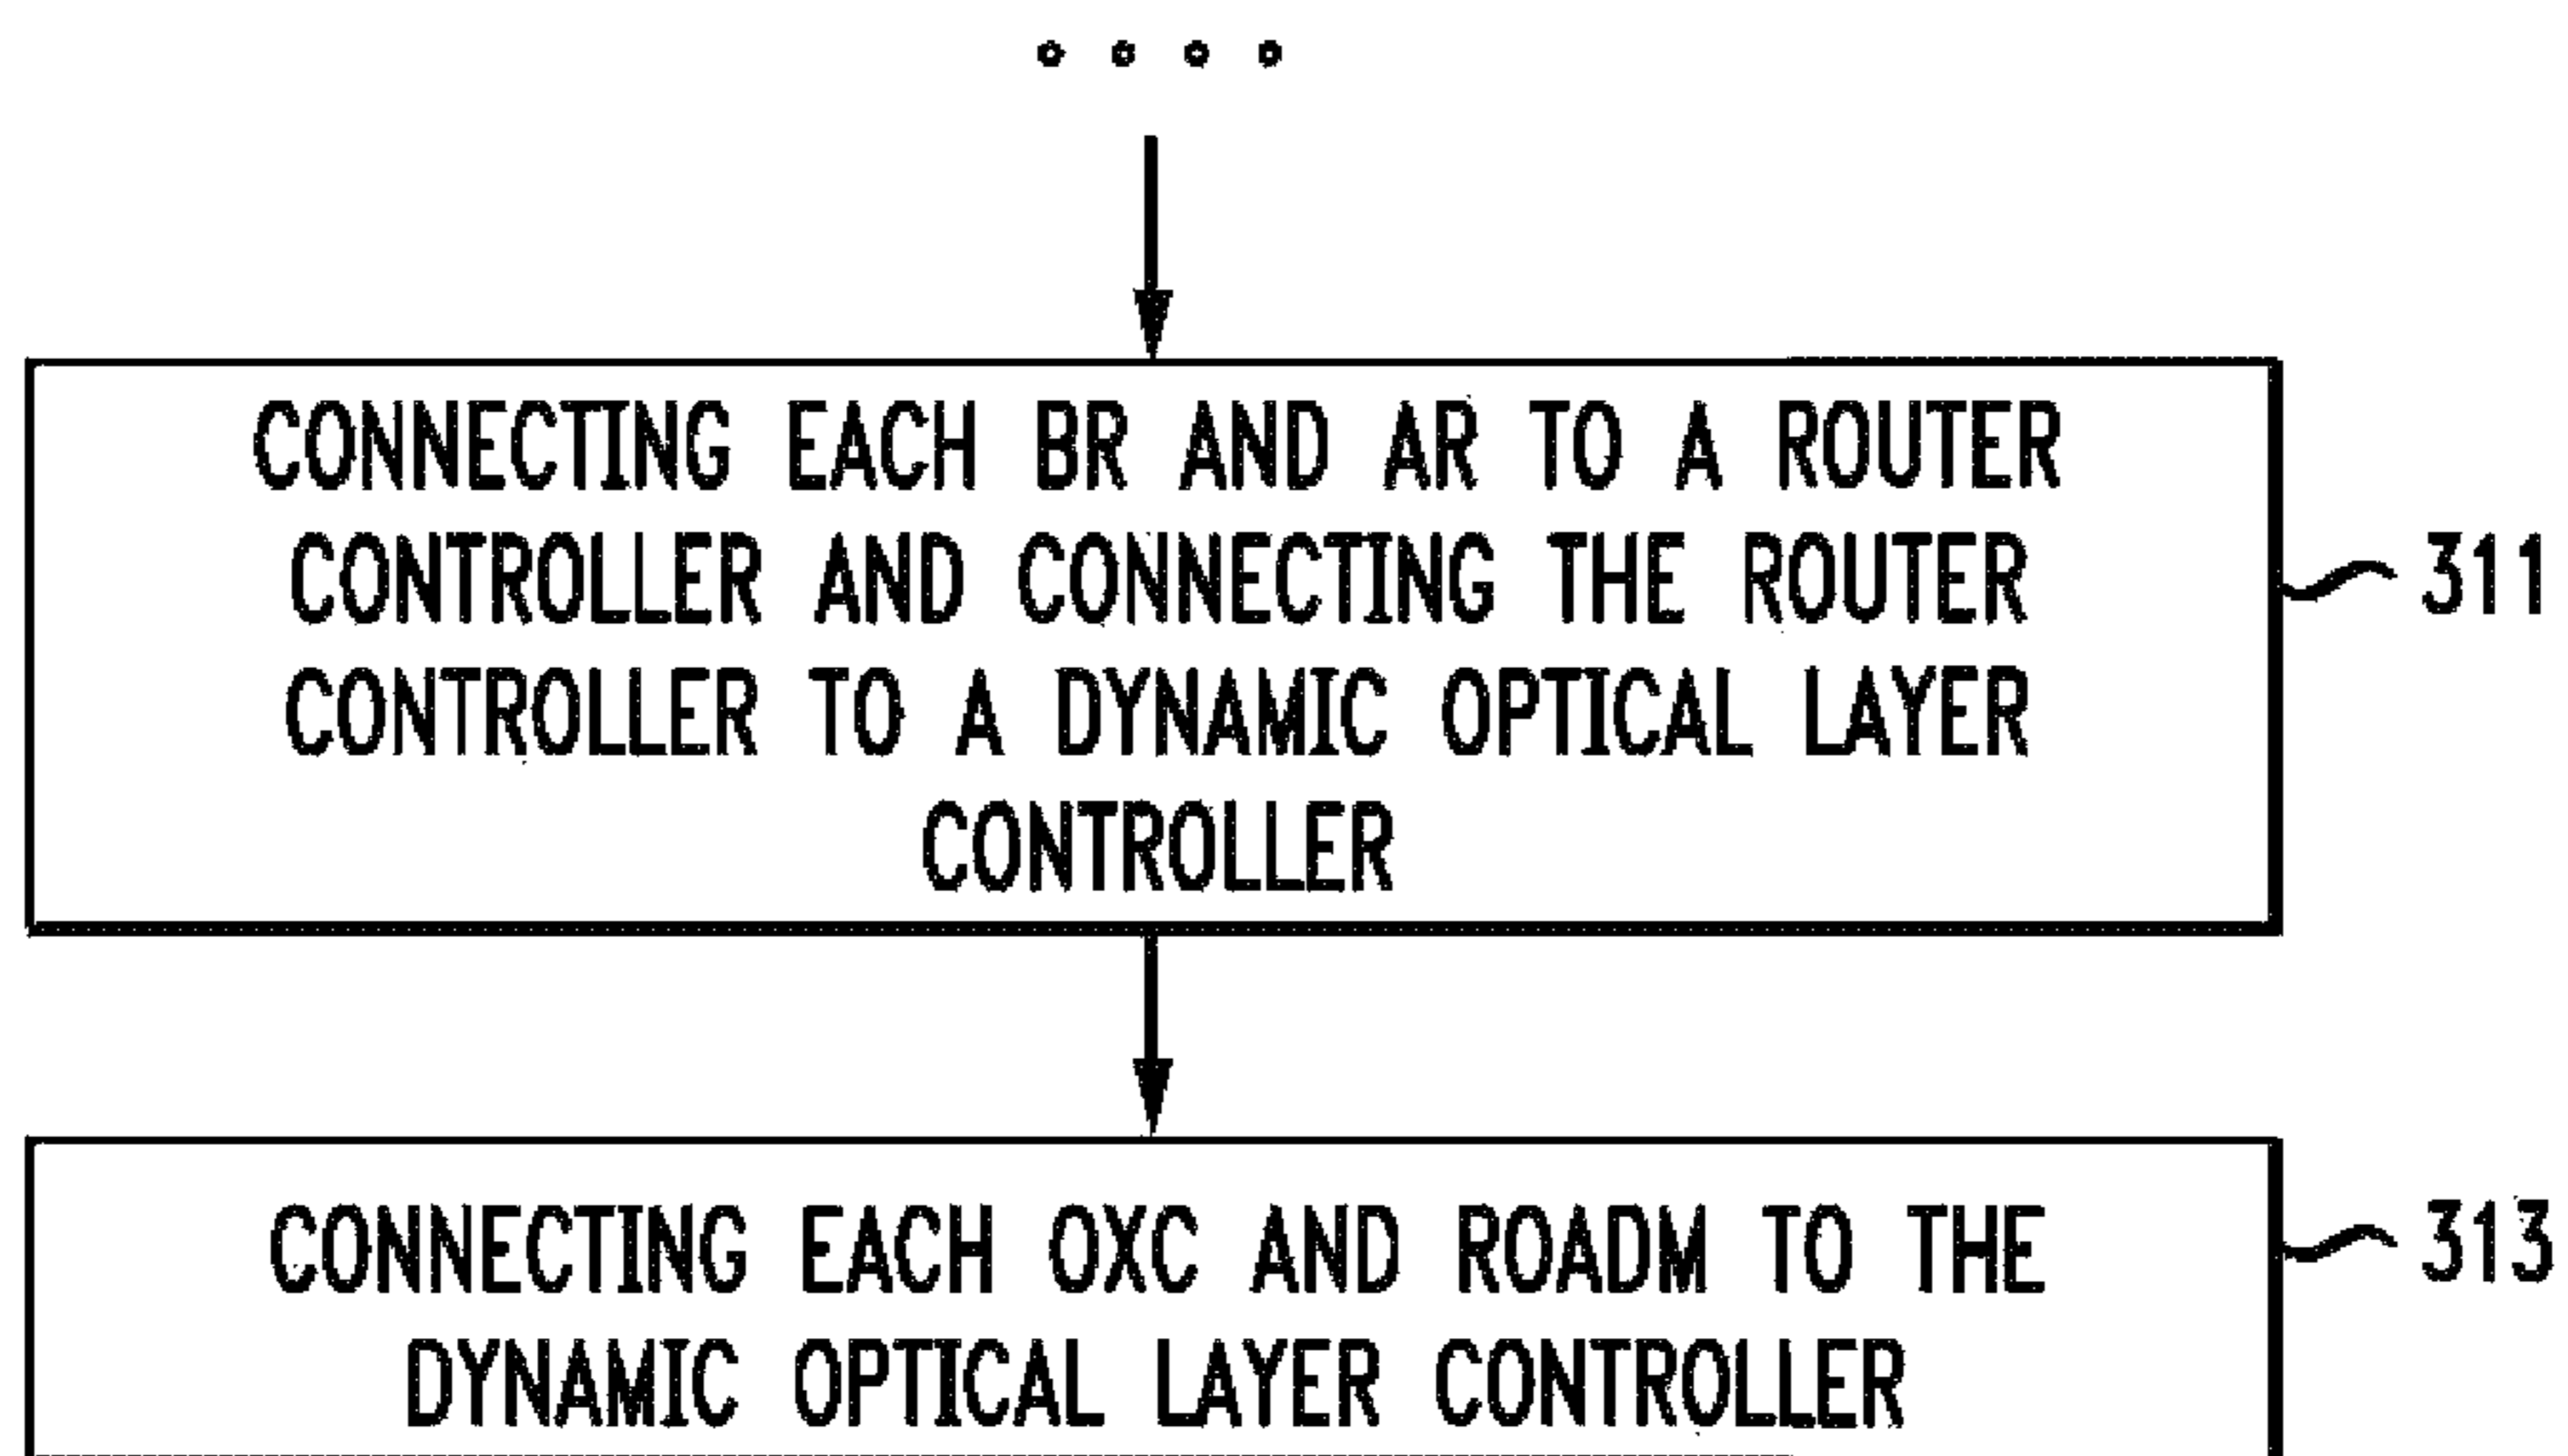 CONNECTING EACH BR AND AR TO A ROUTER
CONTROLLER AND CONNECTING THE ROUTER
CONTROLLER TO A DYNAMIC OPTICAL LAYER
CONTROLLER
311
CONNECTING EACH OXC AND ROADM TO THE
DYNAMIC OPTICAL LAYER CONTROLLER
313